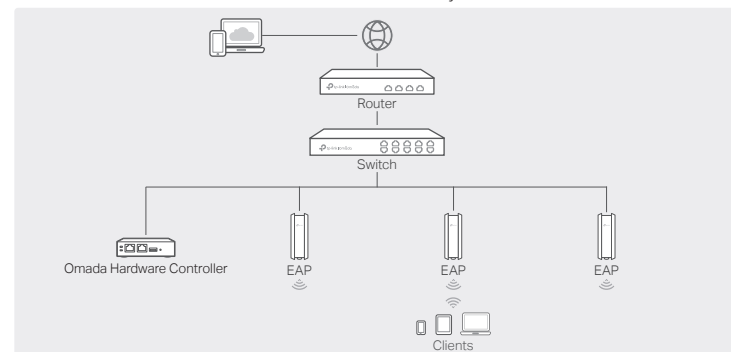 Router
Switch
Omada Hardware Controller
EAP
EAP
EAP
Clients